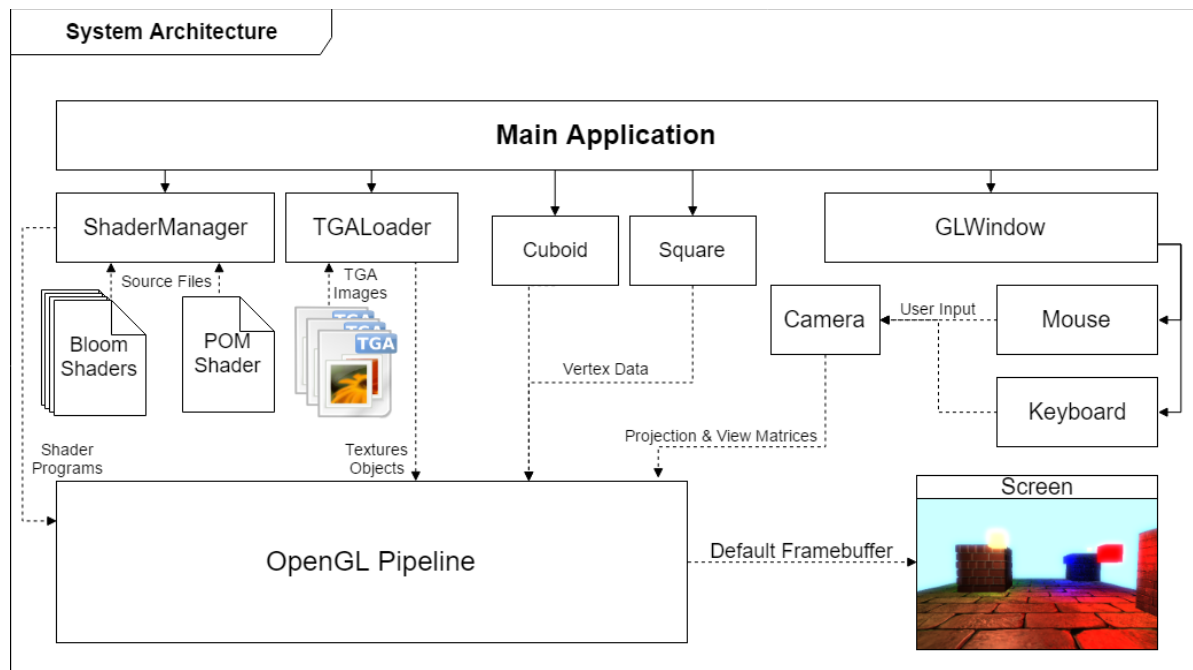 System Architecture
Main Application
ShaderManager
TGALoader
Cuboid
Square
GLWindow
Source Files
TGA
Images
Bloom
Shaders
POM
Shader
TGA
TGA
TGA
Camera
User Input
Mouse
Keyboard
Vertex Data
Projection & View Matrices
Shader
Programs
Textures
Objects
OpenGL Pipeline
Default Framebuffer
Screen